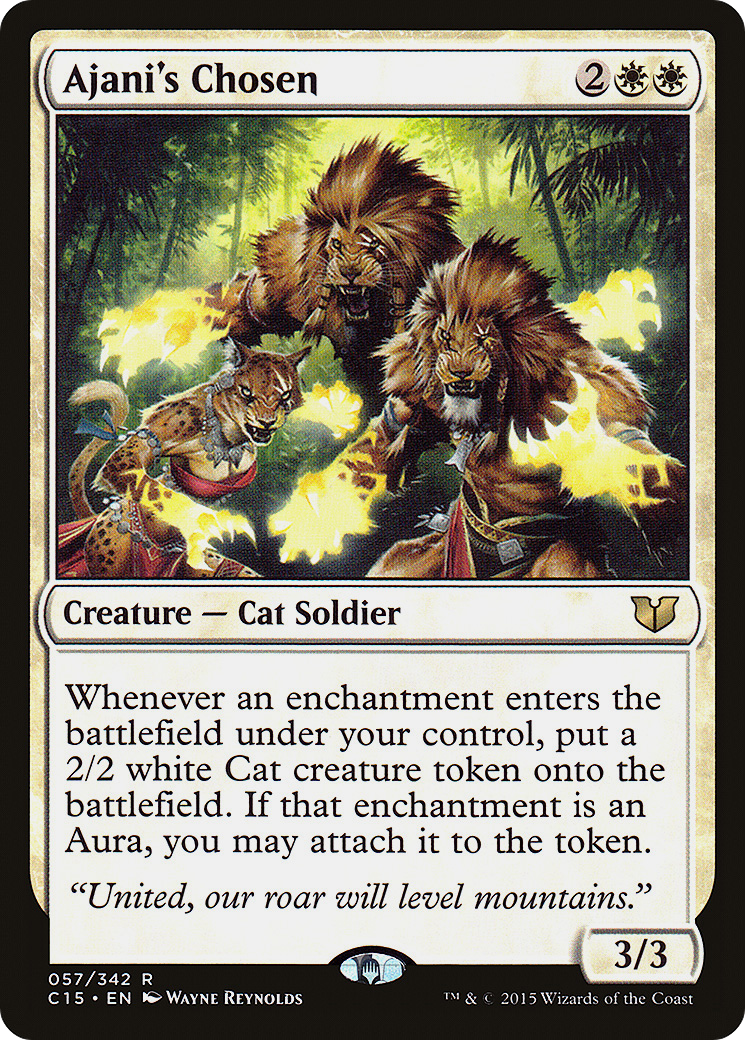 Ajani's Chosen 2
Creature — Cat Soldier
Whenever an enchantment enters the
battlefield under your control, put a
2/2 white Cat creature token onto the
battlefield. If that enchantment is an
Aura, you may attach it to the token.
“United, our roar will level mountains.”
3/3
057/342 R
C15 • EN Wayne Reynolds
™ & © 2015 Wizards of the Coast